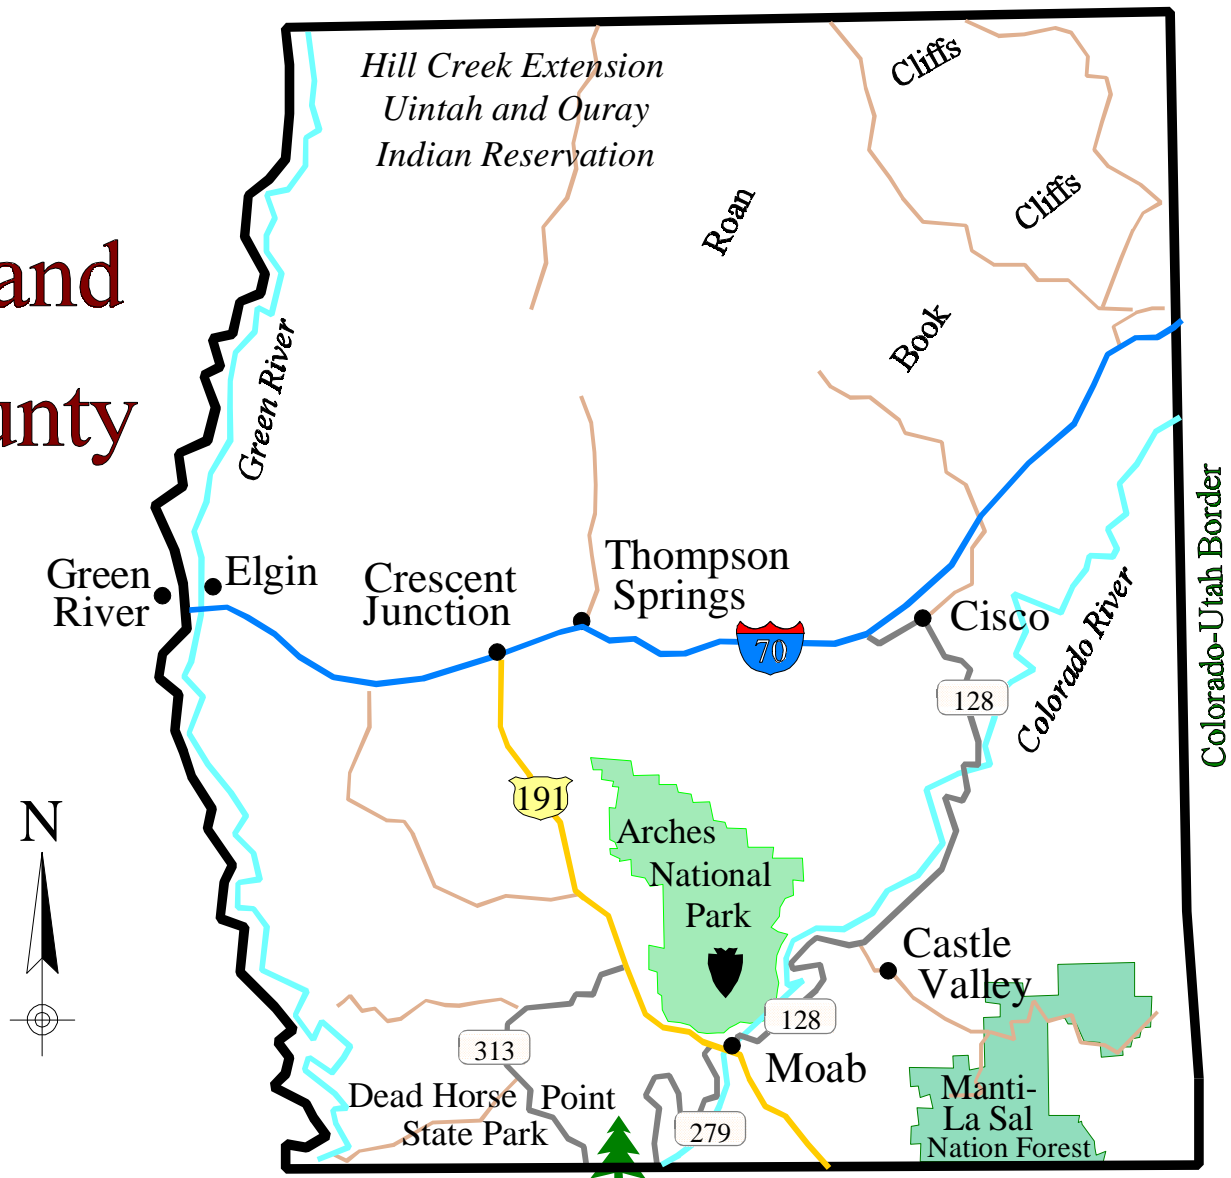 Hill Creek Extension
Uintah and Ouray
Indian Reservation
Cliffs
Cliffs
Roan
Book
and
unty
Green River
Green
River
Elgin
Crescent
Junction
Thompson
Springs
70
Cisco
128
Colorado River
Colorado-Utah Border
191
N
Arches
National
Park
Castle
Valley
128
313
Moab
Dead Horse Point
State Park
279
Manti-
La Sal
Nation Forest